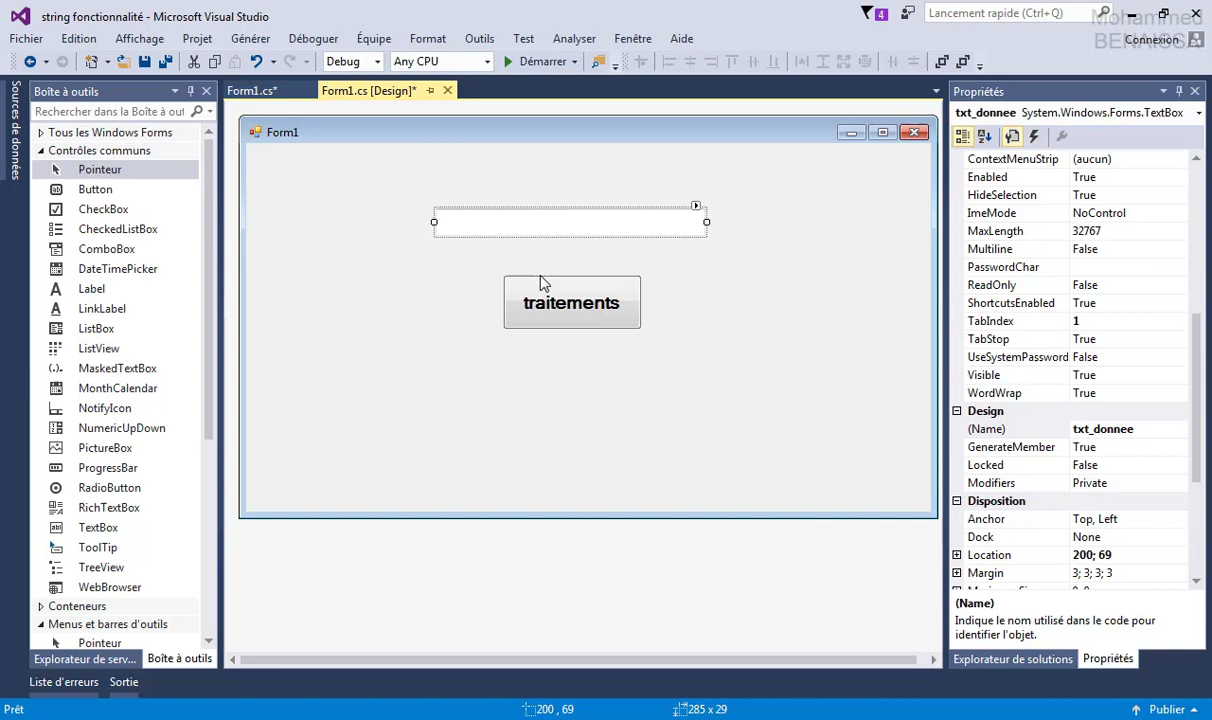 string fonctionnalité - Microsoft Visual Studio
4
Lancement rapide (Ctrl+Q)
Mohammed
BENAISSA
Fichier Edition Affichage Projet Générer Déboguer Équipe Format Outils Test Analyser Fenêtre Aide
Connexion
Debug Any CPU Démarrer
Sources de données
Boîte à outils
Form1.cs*
Form1.cs [Design]*
Propriétés
Rechercher dans la Boîte à out
txt_donnee System.Windows.Forms.TextBox
Tous les Windows Forms
Contrôles communs
Pointeur
Button
CheckBox
CheckedListBox
ComboBox
DateTimePicker
Label
LinkLabel
ListBox
ListView
MaskedTextBox
MonthCalendar
NotifyIcon
NumericUpDown
PictureBox
ProgressBar
RadioButton
RichTextBox
TextBox
ToolTip
TreeView
WebBrowser
Conteneurs
Menus et barres d'outils
Pointeur
Explorateur de serv... Boîte à outils
Form1
traitements
ContextMenuStrip (aucun)
Enabled True
HideSelection True
ImeMode NoControl
MaxLength 32767
Multiline False
PasswordChar
ReadOnly False
ShortcutsEnabled True
TabIndex 1
TabStop True
UseSystemPassword False
Visible True
WordWrap True
Design
(Name) txt_donnee
GenerateMember True
Locked False
Modifiers Private
Disposition
Anchor Top, Left
Dock None
Location 200; 69
Margin 3; 3; 3; 3
(Name)
Indique le nom utilisé dans le code pour
identifier l'objet.
Explorateur de solutions Propriétés
Liste d'erreurs Sortie
Prêt 200 , 69 285 x 29 Publier